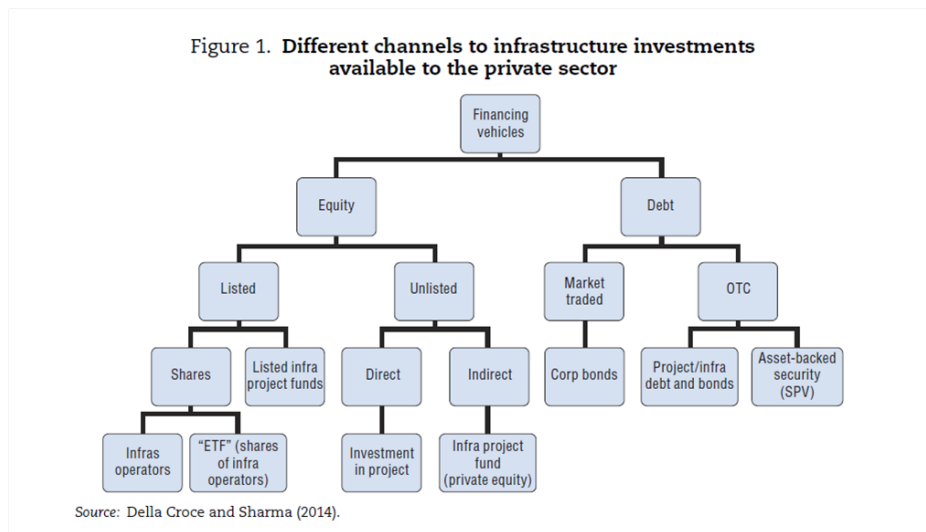 Figure 1. Different channels to infrastructure investments
available to the private sector
Financing
vehicles
Equity
Debt
Listed
Unlisted
Market
traded
OTC
Shares
Listed infra
project funds
Direct
Indirect
Corp bonds
Project/infra
debt and bonds
Asset-backed
security
(SPV)
Infras
operators
“ETF” (shares
of infra
operators)
Investment
in project
Infra project
fund
(private equity)
Source: Della Croce and Sharma (2014).